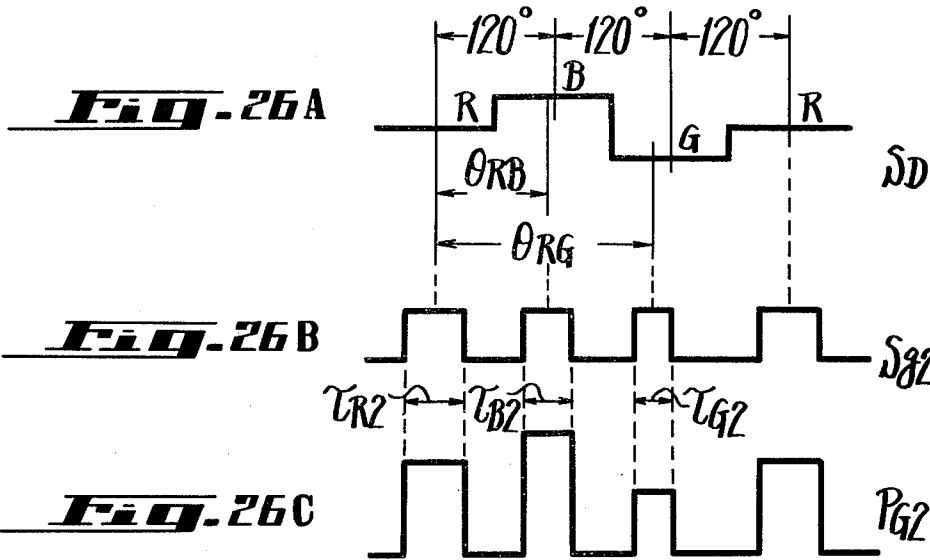 120° 120° 120°
Fig. 26A R B G R SD
θRB
θRG
Fig. 26B Sg2
τR2 τB2 τG2
Fig. 26C PG2